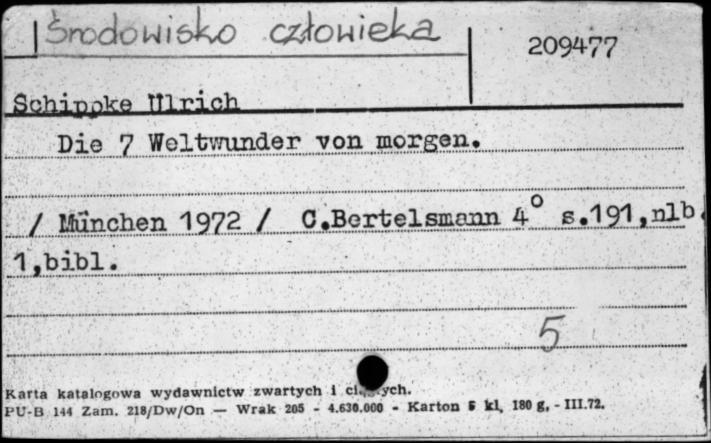 Środowisko człowieka
209477
Schippke Ulrich
Die 7 Weltwunder von morgen.
/ München 1972 / C.Bertelsmann 4° s.191,nlb.
1,bibl.
5
Karta katalogowa wydawnictw zwartych i
PU-B 144 Zam. 218/Dw/On — Wrak 205 - 4.630.000 - Karton 5 kl, 180 g, - III.72.